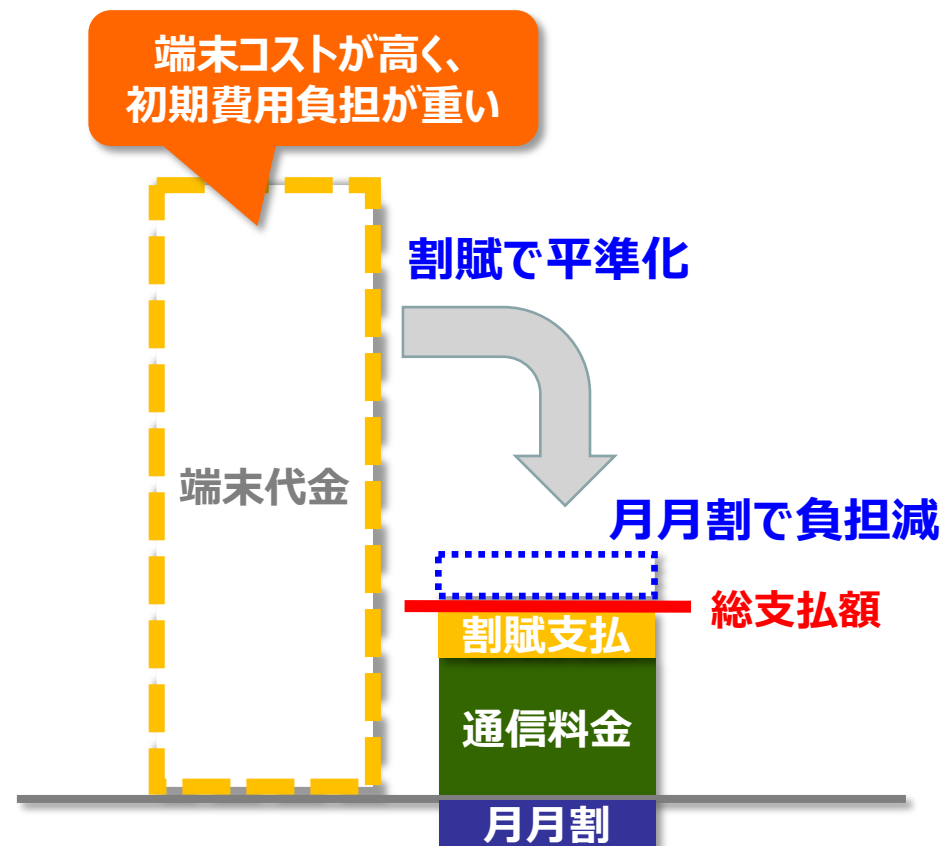 端末コストが高く、
初期費用負担が重い
割賦で平準化
端末代金
月月割で負担減
総支払額
割賦支払
通信料金
月月割